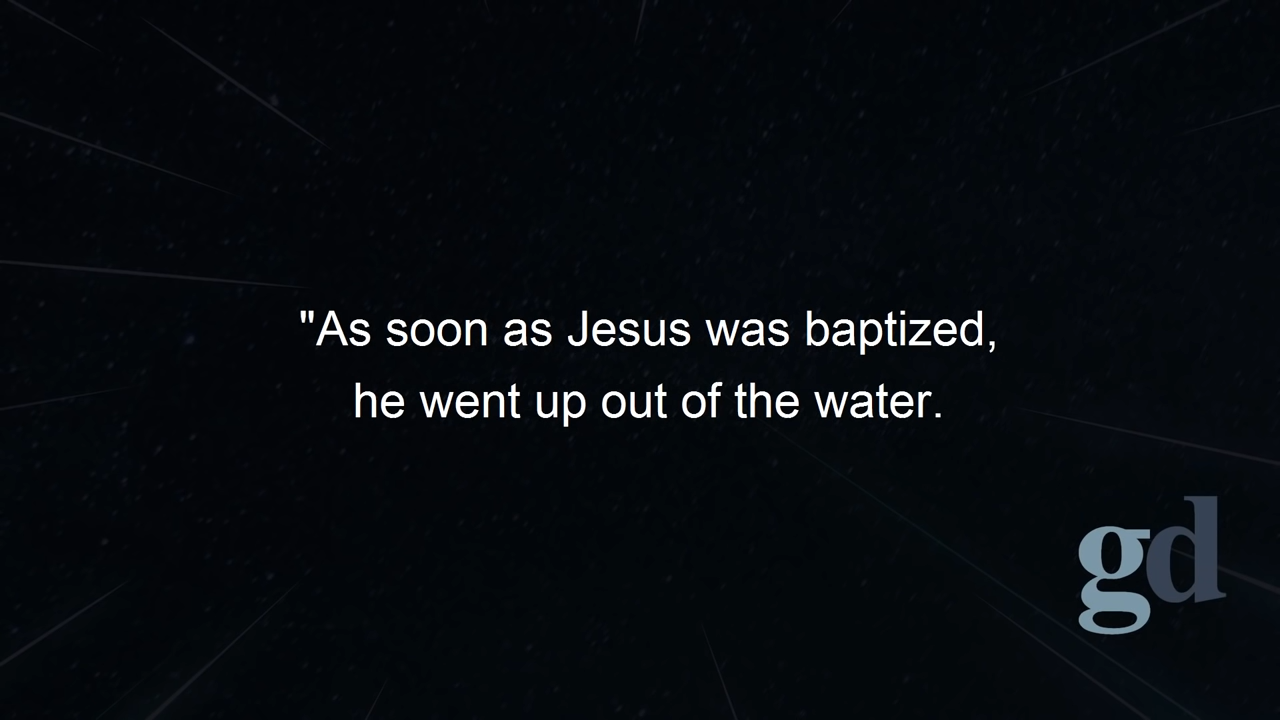 "As soon as Jesus was baptized,
he went up out of the water.
gd